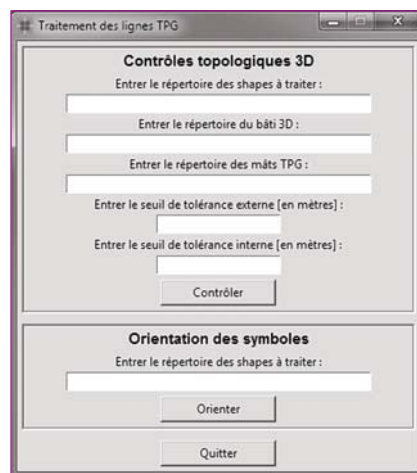 Traitement des lignes TPG
Contrôles topologiques 3D
Entrer le répertoire des shapes à traiter :
Entrer le répertoire du bâti 3D :
Entrer le répertoire des mâts TPG :
Entrer le seuil de tolérance externe [en mètres] :
Entrer le seuil de tolérance interne [en mètres] :
Contrôler
Orientation des symboles
Entrer le répertoire des shapes à traiter :
Orienter
Quitter